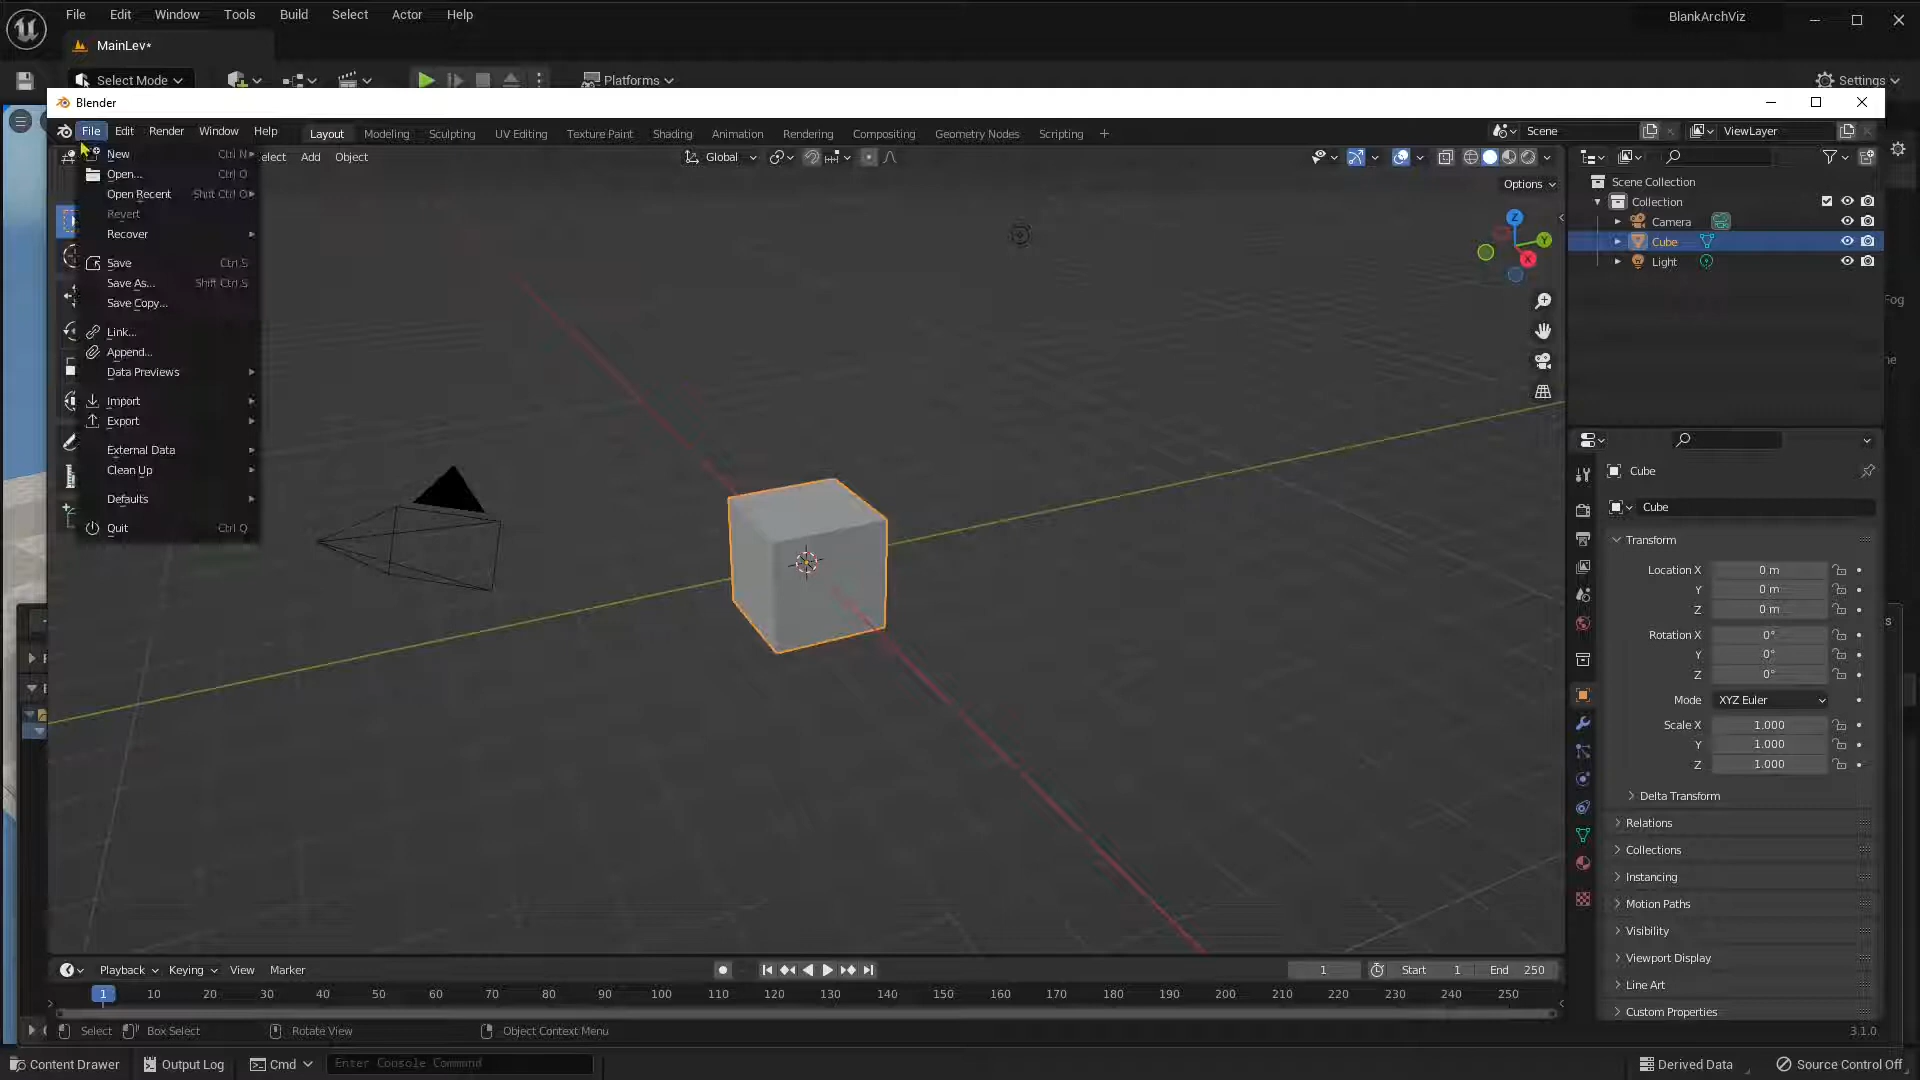 File Edit Window Tools Build Select Actor Help
BlankArchViz
MainLev*
Select Mode
Platforms
Settings
Blender
File Edit Render Window Help
Layout Modeling Sculpting UV Editing Texture Paint Shading Animation Rendering Compositing Geometry Nodes Scripting +
Scene
ViewLayer
elect Add Object
Global
Options
New Ctrl N
Open... Ctrl O
Open Recent Shift Ctrl O
Revert
Recover
Save Ctrl S
Save As... Shift Ctrl S
Save Copy...
Link...
Append...
Data Previews
Import
Export
External Data
Clean Up
Defaults
Quit Ctrl Q
Z
Y
X
Scene Collection
Collection
Camera
Cube
Light
Fog
Cube
Cube
Transform
Location X 0 m
Y 0 m
Z 0 m
Rotation X 0°
Y 0°
Z 0°
Mode XYZ Euler
Scale X 1.000
Y 1.000
Z 1.000
Delta Transform
Relations
Collections
Instancing
Motion Paths
Visibility
Viewport Display
Line Art
Custom Properties
Playback Keying View Marker
1 Start 1 End 250
1 10 20 30 40 50 60 70 80 90 100 110 120 130 140 150 160 170 180 190 200 210 220 230 240 250
Select Box Select Rotate View Object Context Menu
3.1.0
Content Drawer Output Log Cmd Enter Console Command
Derived Data Source Control Off